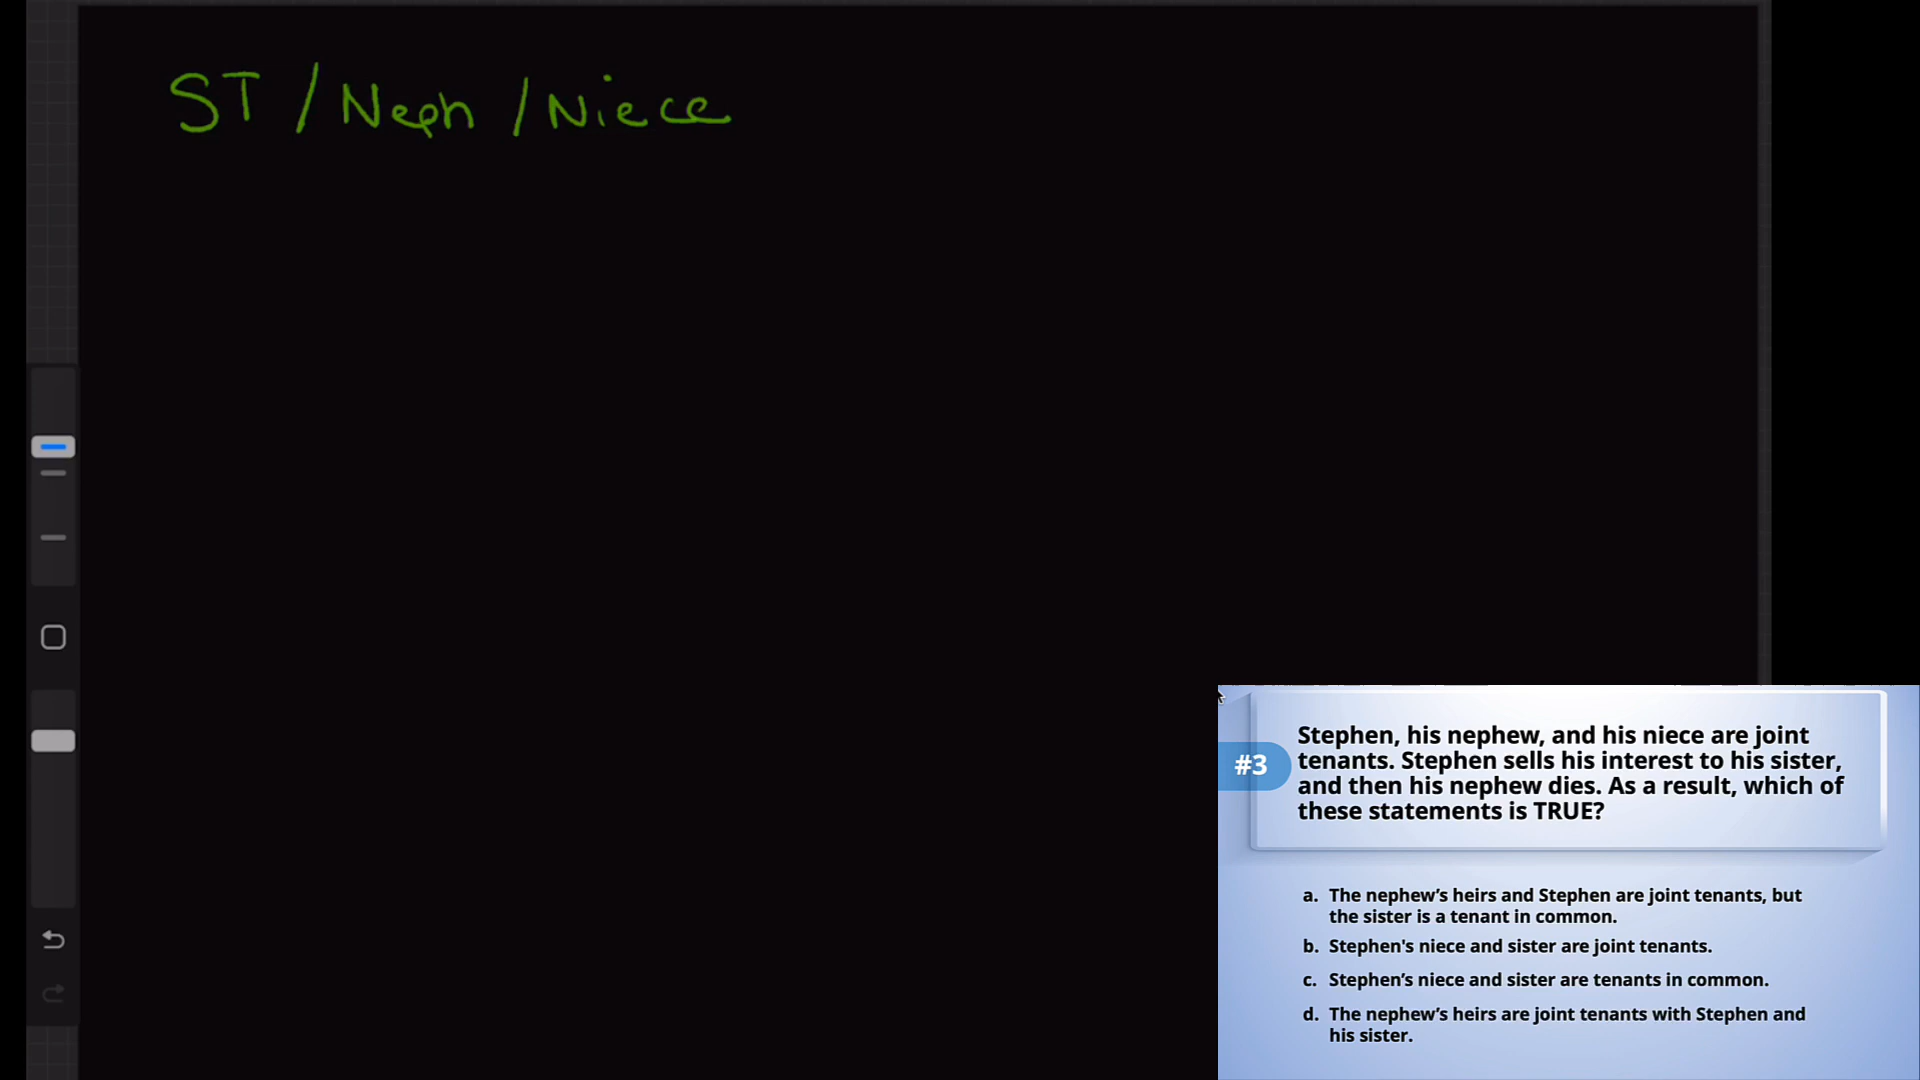 ST / Neph / Niece
#3
Stephen, his nephew, and his niece are joint
tenants. Stephen sells his interest to his sister,
and then his nephew dies. As a result, which of
these statements is TRUE?
a. The nephew’s heirs and Stephen are joint tenants, but
the sister is a tenant in common.
b. Stephen's niece and sister are joint tenants.
c. Stephen’s niece and sister are tenants in common.
d. The nephew’s heirs are joint tenants with Stephen and
his sister.